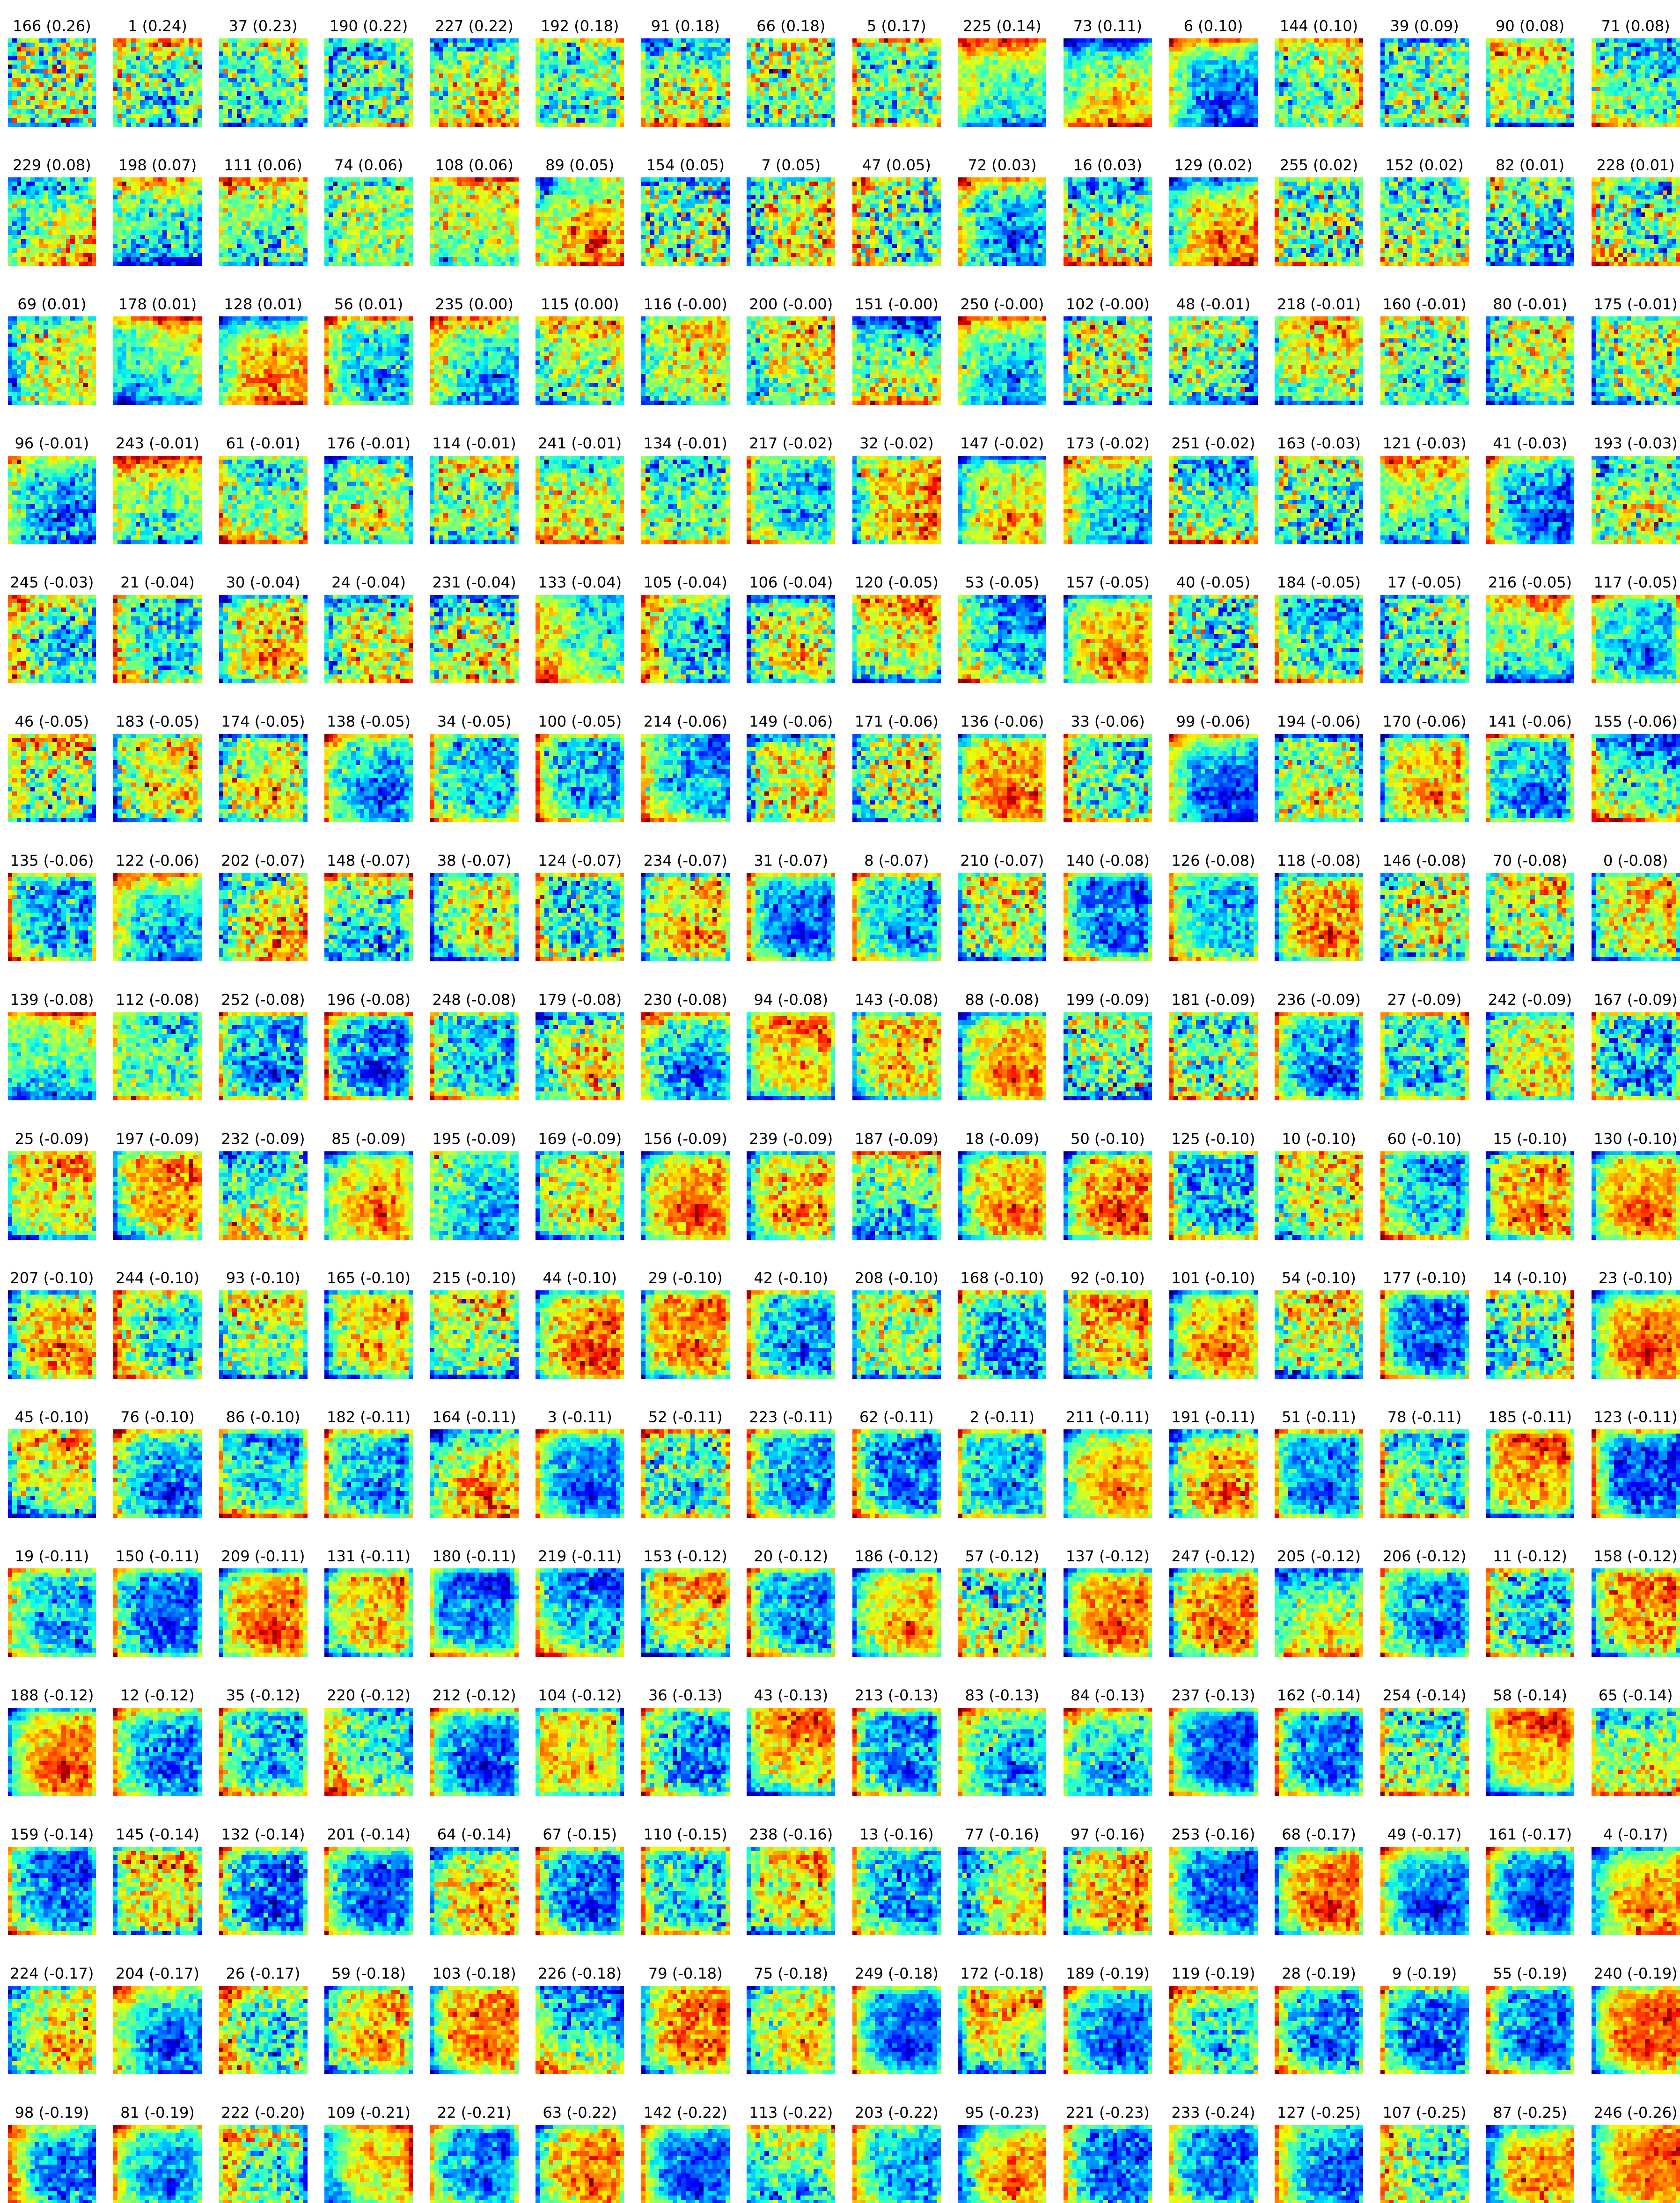 166 (0.26) 1 (0.24) 37 (0.23) 190 (0.22) 227 (0.22) 192 (0.18) 91 (0.18) 66 (0.18) 5 (0.17) 225 (0.14) 73 (0.11) 6 (0.10) 144 (0.10) 39 (0.09) 90 (0.08) 71 (0.08)
229 (0.08) 198 (0.07) 111 (0.06) 74 (0.06) 108 (0.06) 89 (0.05) 154 (0.05) 7 (0.05) 47 (0.05) 72 (0.03) 16 (0.03) 129 (0.02) 255 (0.02) 152 (0.02) 82 (0.01) 228 (0.01)
69 (0.01) 178 (0.01) 128 (0.01) 56 (0.01) 235 (0.00) 115 (0.00) 116 (-0.00) 200 (-0.00) 151 (-0.00) 250 (-0.00) 102 (-0.00) 48 (-0.01) 218 (-0.01) 160 (-0.01) 80 (-0.01) 175 (-0.01)
96 (-0.01) 243 (-0.01) 61 (-0.01) 176 (-0.01) 114 (-0.01) 241 (-0.01) 134 (-0.01) 217 (-0.02) 32 (-0.02) 147 (-0.02) 173 (-0.02) 251 (-0.02) 163 (-0.03) 121 (-0.03) 41 (-0.03) 193 (-0.03)
245 (-0.03) 21 (-0.04) 30 (-0.04) 24 (-0.04) 231 (-0.04) 133 (-0.04) 105 (-0.04) 106 (-0.04) 120 (-0.05) 53 (-0.05) 157 (-0.05) 40 (-0.05) 184 (-0.05) 17 (-0.05) 216 (-0.05) 117 (-0.05)
46 (-0.05) 183 (-0.05) 174 (-0.05) 138 (-0.05) 34 (-0.05) 100 (-0.05) 214 (-0.06) 149 (-0.06) 171 (-0.06) 136 (-0.06) 33 (-0.06) 99 (-0.06) 194 (-0.06) 170 (-0.06) 141 (-0.06) 155 (-0.06)
135 (-0.06) 122 (-0.06) 202 (-0.07) 148 (-0.07) 38 (-0.07) 124 (-0.07) 234 (-0.07) 31 (-0.07) 8 (-0.07) 210 (-0.07) 140 (-0.08) 126 (-0.08) 118 (-0.08) 146 (-0.08) 70 (-0.08) 0 (-0.08)
139 (-0.08) 112 (-0.08) 252 (-0.08) 196 (-0.08) 248 (-0.08) 179 (-0.08) 230 (-0.08) 94 (-0.08) 143 (-0.08) 88 (-0.08) 199 (-0.09) 181 (-0.09) 236 (-0.09) 27 (-0.09) 242 (-0.09) 167 (-0.09)
25 (-0.09) 197 (-0.09) 232 (-0.09) 85 (-0.09) 195 (-0.09) 169 (-0.09) 156 (-0.09) 239 (-0.09) 187 (-0.09) 18 (-0.09) 50 (-0.10) 125 (-0.10) 10 (-0.10) 60 (-0.10) 15 (-0.10) 130 (-0.10)
207 (-0.10) 244 (-0.10) 93 (-0.10) 165 (-0.10) 215 (-0.10) 44 (-0.10) 29 (-0.10) 42 (-0.10) 208 (-0.10) 168 (-0.10) 92 (-0.10) 101 (-0.10) 54 (-0.10) 177 (-0.10) 14 (-0.10) 23 (-0.10)
45 (-0.10) 76 (-0.10) 86 (-0.10) 182 (-0.11) 164 (-0.11) 3 (-0.11) 52 (-0.11) 223 (-0.11) 62 (-0.11) 2 (-0.11) 211 (-0.11) 191 (-0.11) 51 (-0.11) 78 (-0.11) 185 (-0.11) 123 (-0.11)
19 (-0.11) 150 (-0.11) 209 (-0.11) 131 (-0.11) 180 (-0.11) 219 (-0.11) 153 (-0.12) 20 (-0.12) 186 (-0.12) 57 (-0.12) 137 (-0.12) 247 (-0.12) 205 (-0.12) 206 (-0.12) 11 (-0.12) 158 (-0.12)
188 (-0.12) 12 (-0.12) 35 (-0.12) 220 (-0.12) 212 (-0.12) 104 (-0.12) 36 (-0.13) 43 (-0.13) 213 (-0.13) 83 (-0.13) 84 (-0.13) 237 (-0.13) 162 (-0.14) 254 (-0.14) 58 (-0.14) 65 (-0.14)
159 (-0.14) 145 (-0.14) 132 (-0.14) 201 (-0.14) 64 (-0.14) 67 (-0.15) 110 (-0.15) 238 (-0.16) 13 (-0.16) 77 (-0.16) 97 (-0.16) 253 (-0.16) 68 (-0.17) 49 (-0.17) 161 (-0.17) 4 (-0.17)
224 (-0.17) 204 (-0.17) 26 (-0.17) 59 (-0.18) 103 (-0.18) 226 (-0.18) 79 (-0.18) 75 (-0.18) 249 (-0.18) 172 (-0.18) 189 (-0.19) 119 (-0.19) 28 (-0.19) 9 (-0.19) 55 (-0.19) 240 (-0.19)
98 (-0.19) 81 (-0.19) 222 (-0.20) 109 (-0.21) 22 (-0.21) 63 (-0.22) 142 (-0.22) 113 (-0.22) 203 (-0.22) 95 (-0.23) 221 (-0.23) 233 (-0.24) 127 (-0.25) 107 (-0.25) 87 (-0.25) 246 (-0.26)